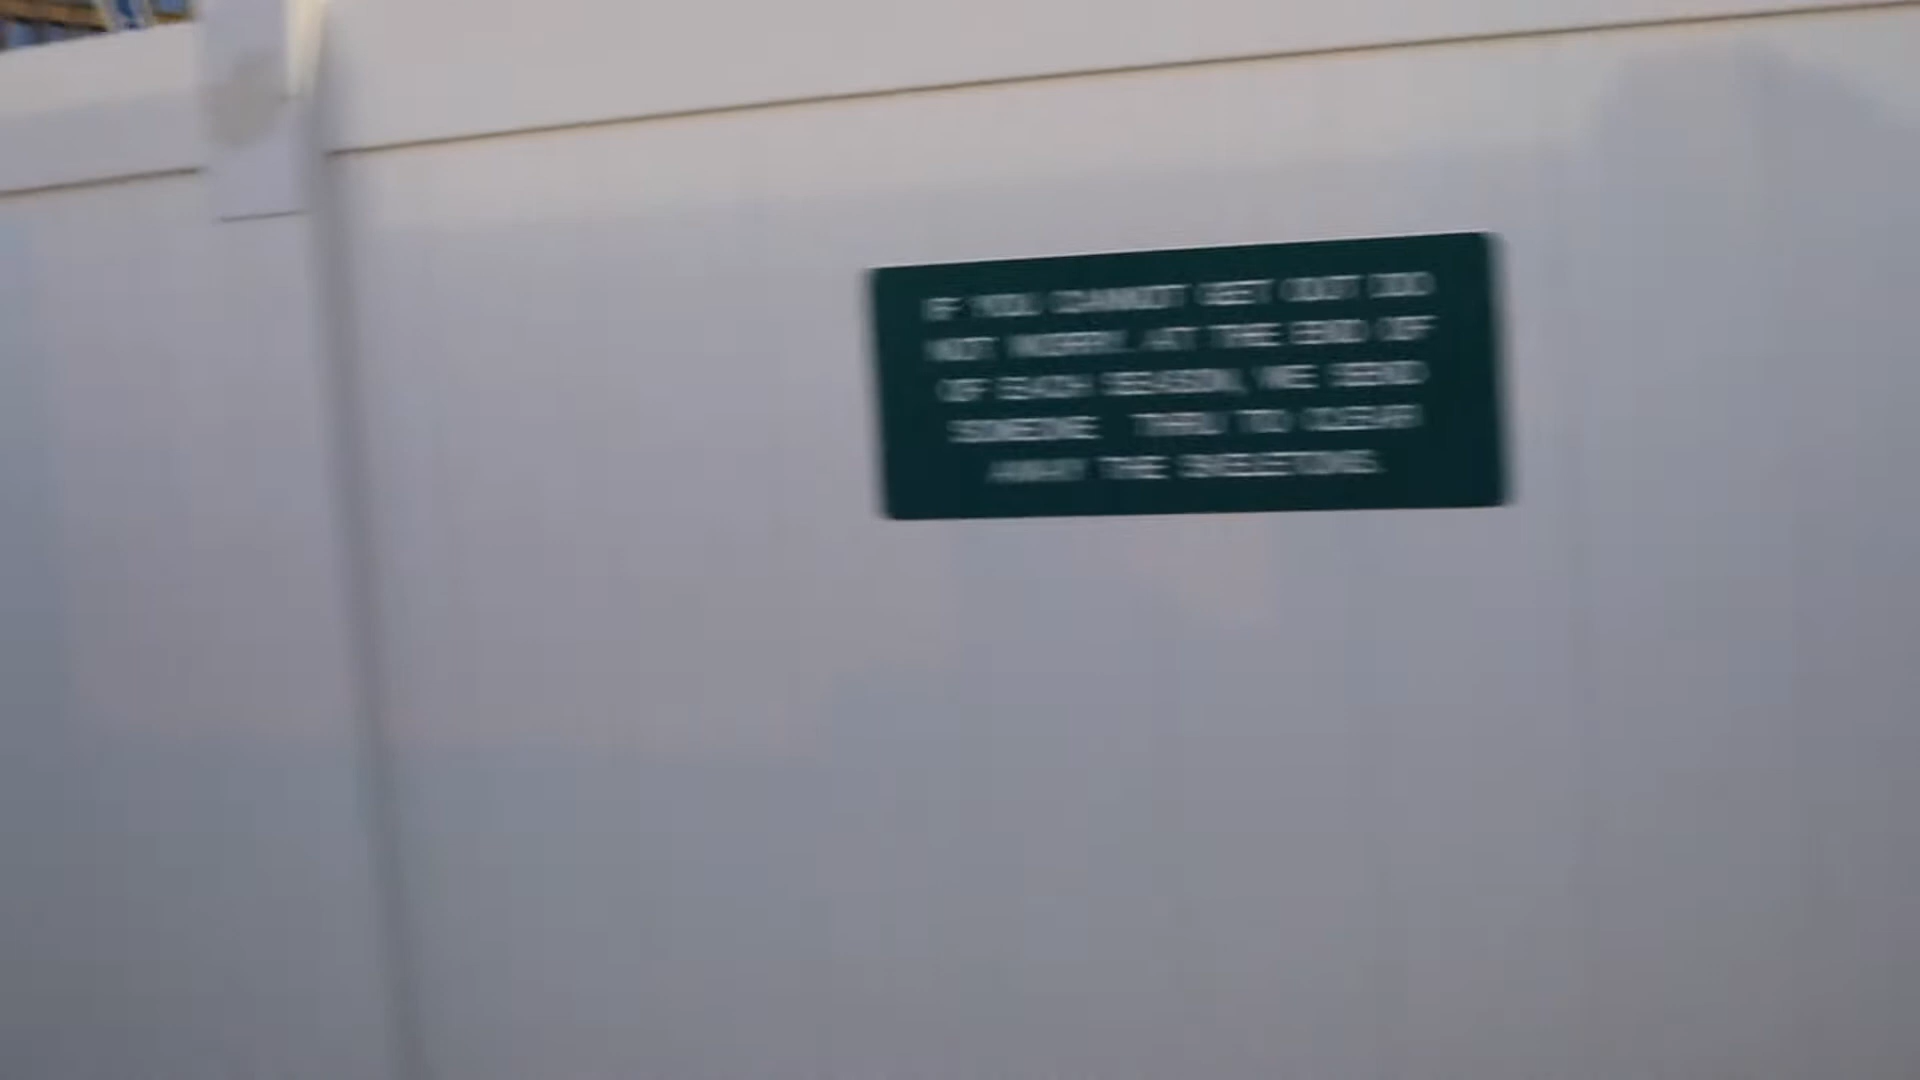 IF YOU CANNOT GET OUT DO
NOT WORRY. AT THE END OF
OF EACH SEASON, WE SEND
SOMEONE THRU TO CLEAR
AWAY THE SKELETONS.